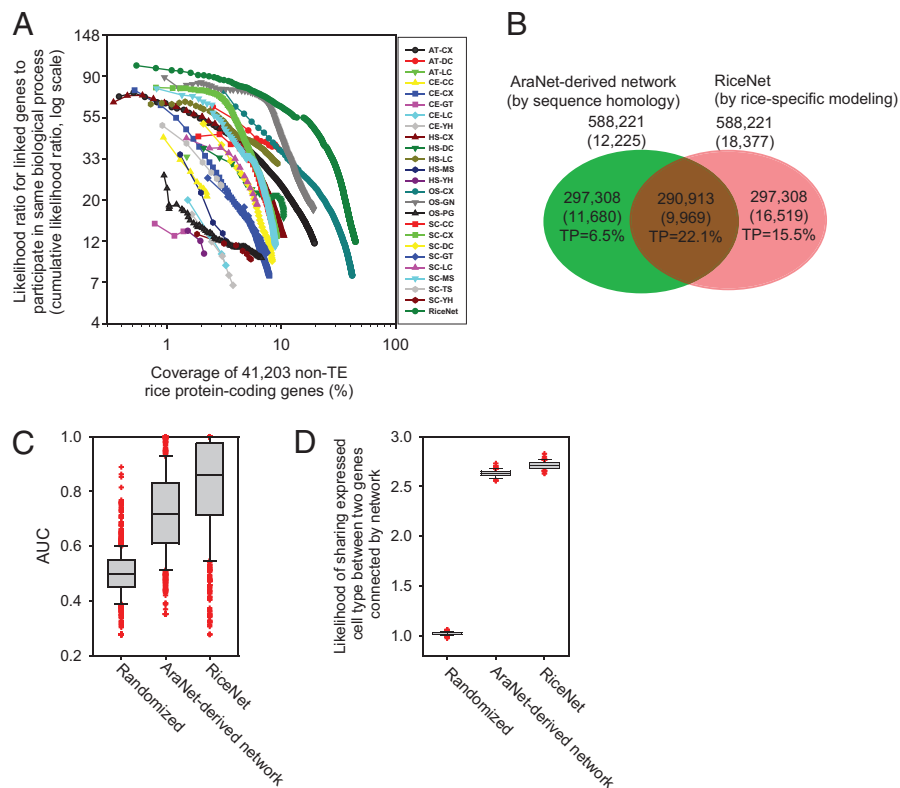 A
Likelihood ratio for linked genes to
participate in same biological process
(cumulative likelihood ratio, log scale)
148
90
55
33
20
12
7
4
1
10
100
Coverage of 41,203 non-TE
rice protein-coding genes (%)
AT-CX
AT-DC
AT-LC
CE-CC
CE-CX
CE-GT
CE-LC
CE-YH
HS-CX
HS-DC
HS-LC
HS-MS
HS-YH
OS-CX
OS-GN
OS-PG
SC-CC
SC-CX
SC-DC
SC-GT
SC-LC
SC-MS
SC-TS
SC-YH
RiceNet
B
AraNet-derived network
(by sequence homology)
588,221
(12,225)
RiceNet
(by rice-specific modeling)
588,221
(18,377)
297,308
(11,680)
TP=6.5%
290,913
(9,969)
TP=22.1%
297,308
(16,519)
TP=15.5%
C
AUC
1.0
0.8
0.6
0.4
0.2
Randomized
AraNet-derived network
RiceNet
D
Likelihood of sharing expressed
cell type between two genes
connected by network
3.0
2.5
2.0
1.5
1.0
Randomized
AraNet-derived network
RiceNet